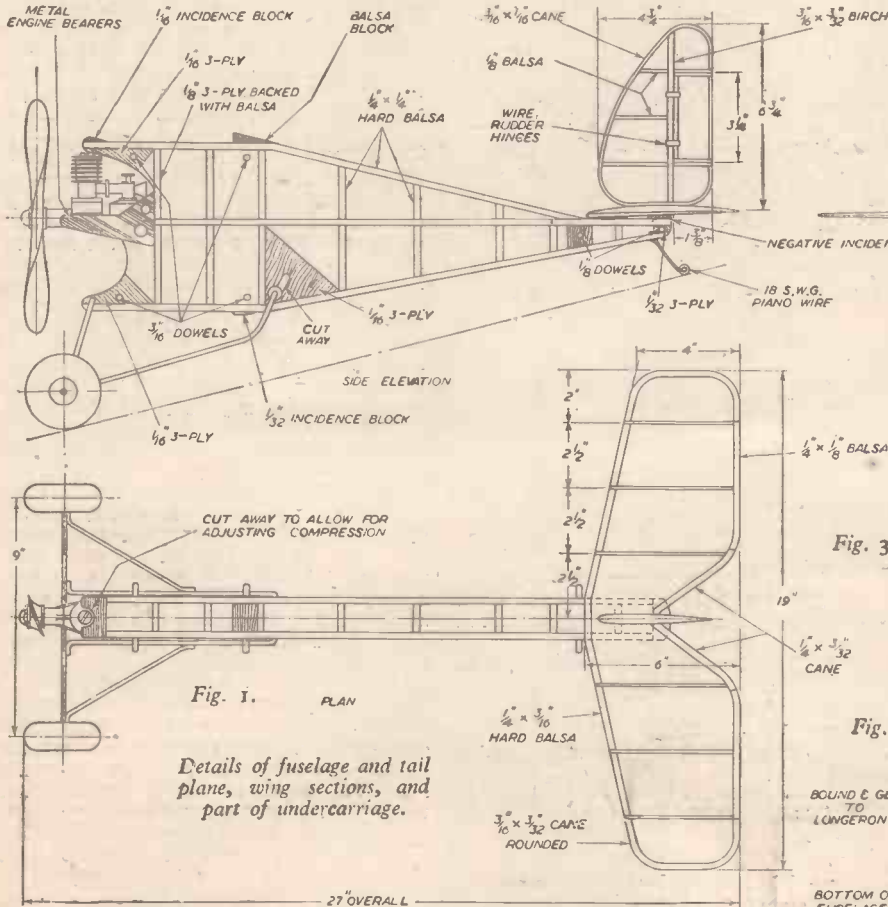 METAL
ENGINE BEARERS
1/16" INCIDENCE BLOCK
BALSA
BLOCK
1/16" 3-PLY
1/8" 3-PLY BACKED
WITH BALSA
1/4" × 1/4"
HARD BALSA
3/16" DOWELS
CUT
AWAY
1/16" 3-PLY
1/8" DOWELS
1/32" 3-PLY
18 S.W.G.
PIANO WIRE
NEGATIVE
SIDE ELEVATION
1/16" 3-PLY
1/32" INCIDENCE BLOCK
CANE
4 3/4"
3/16" × 3/32" BIRCH
1/8" BALSA
WIRE
RUDDER
HINGES
3 1/4"
6 3/4"
1 3/8"
4"
2"
2 1/2"
2 1/2"
2 1/2"
1/4" × 1/8" BALSA
Fig. 3
19"
6"
1/4" × 3/32"
CANE
CUT AWAY TO ALLOW FOR
ADJUSTING COMPRESSION
9"
Fig. 1.
PLAN
1/4" × 3/16"
HARD BALSA
Fig.
Details of fuselage and tail
plane, wing sections, and
part of undercarriage.
3/16" × 3/32" CANE
ROUNDED
BOUND &
TO
LONGERON
BOTTOM
27" OVERALL